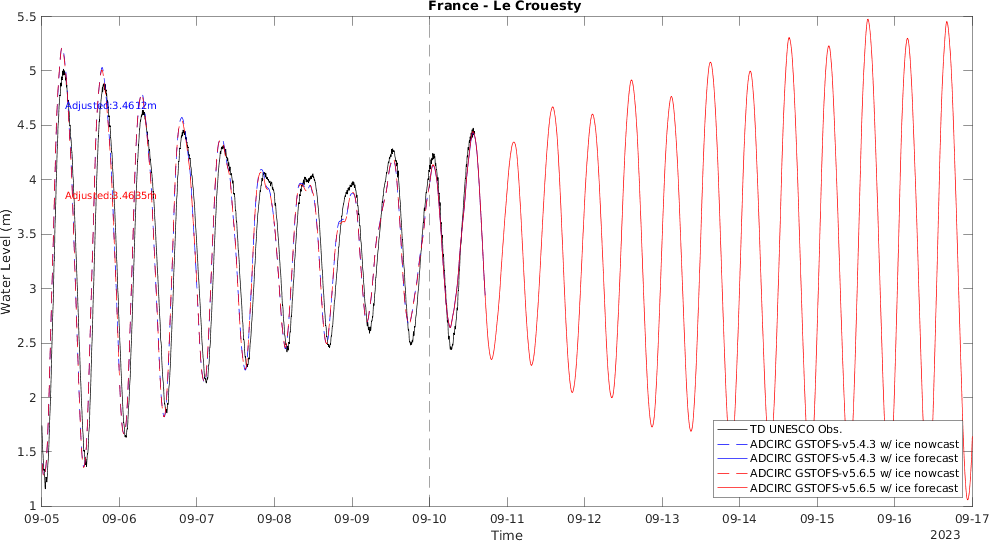 France - Le Crouesty
5.5
5
4.5
4
3.5
3
2.5
2
1.5
1
Water Level (m)
Adjusted:3.4612m
Adjusted:3.4635m
TD UNESCO Obs.
ADCIRC GSTOFS-v5.4.3 w/ ice nowcast
ADCIRC GSTOFS-v5.4.3 w/ ice forecast
ADCIRC GSTOFS-v5.6.5 w/ ice nowcast
ADCIRC GSTOFS-v5.6.5 w/ ice forecast
09-05 09-06 09-07 09-08 09-09 09-10 09-11 09-12 09-13 09-14 09-15 09-16 09-17
Time
2023